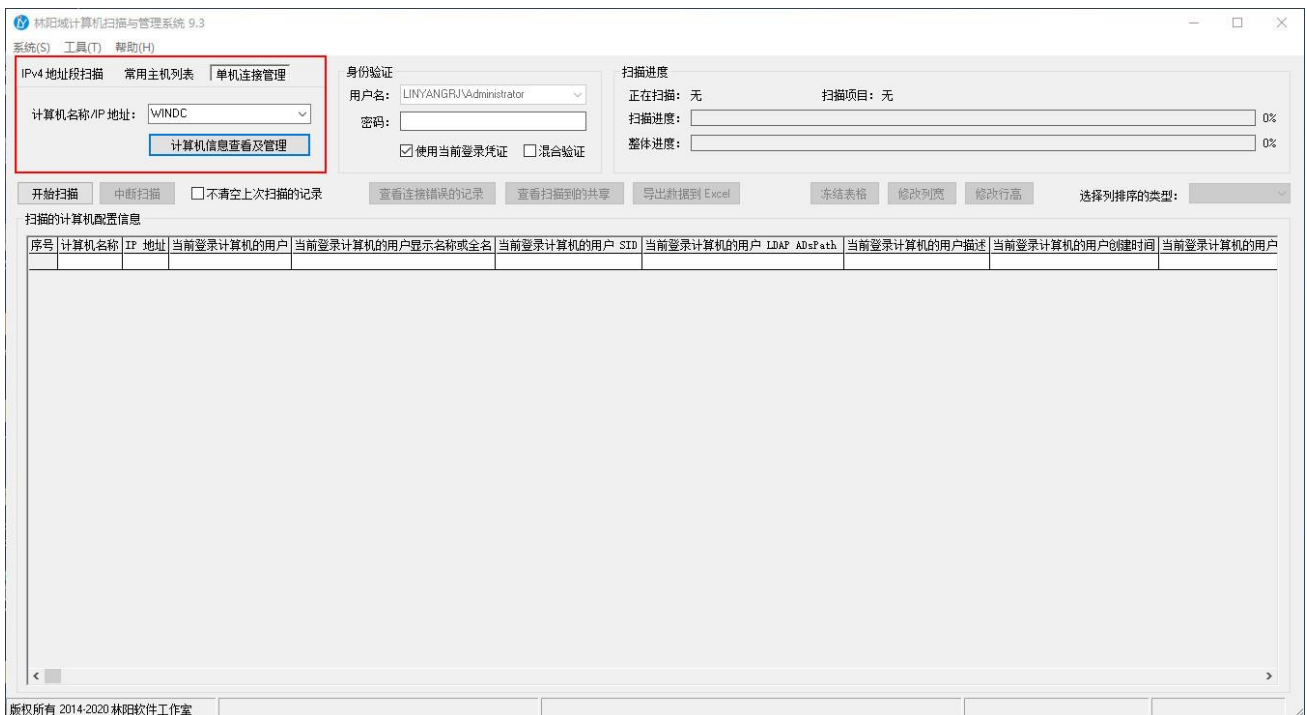 林阳域计算机扫描与管理系统 9.3
系统(S) 工具(T) 帮助(H)
IPv4 地址段扫描 常用主机列表 单机连接管理
计算机名称/IP 地址: WINDC
计算机信息查看及管理
身份验证
用户名: LINYANGRJ\Administrator
密码:
使用当前登录凭证 混合验证
扫描进度
正在扫描: 无 扫描项目: 无
扫描进度: 0%
整体进度: 0%
开始扫描 中断扫描 不清空上次扫描的记录 查看连接错误的记录 查看扫描到的共享 导出数据到 Excel 冻结表格 修改列宽 修改行高 选择列排序的类型:
扫描的计算机配置信息
序号 计算机名称 IP 地址 当前登录计算机的用户 当前登录计算机的用户显示名称或全名 当前登录计算机的用户 SID 当前登录计算机的用户 LDAP ADsPath 当前登录计算机的用户描述 当前登录计算机的用户创建时间 当前登录计算机的用户
版权所有 2014-2020 林阳软件工作室